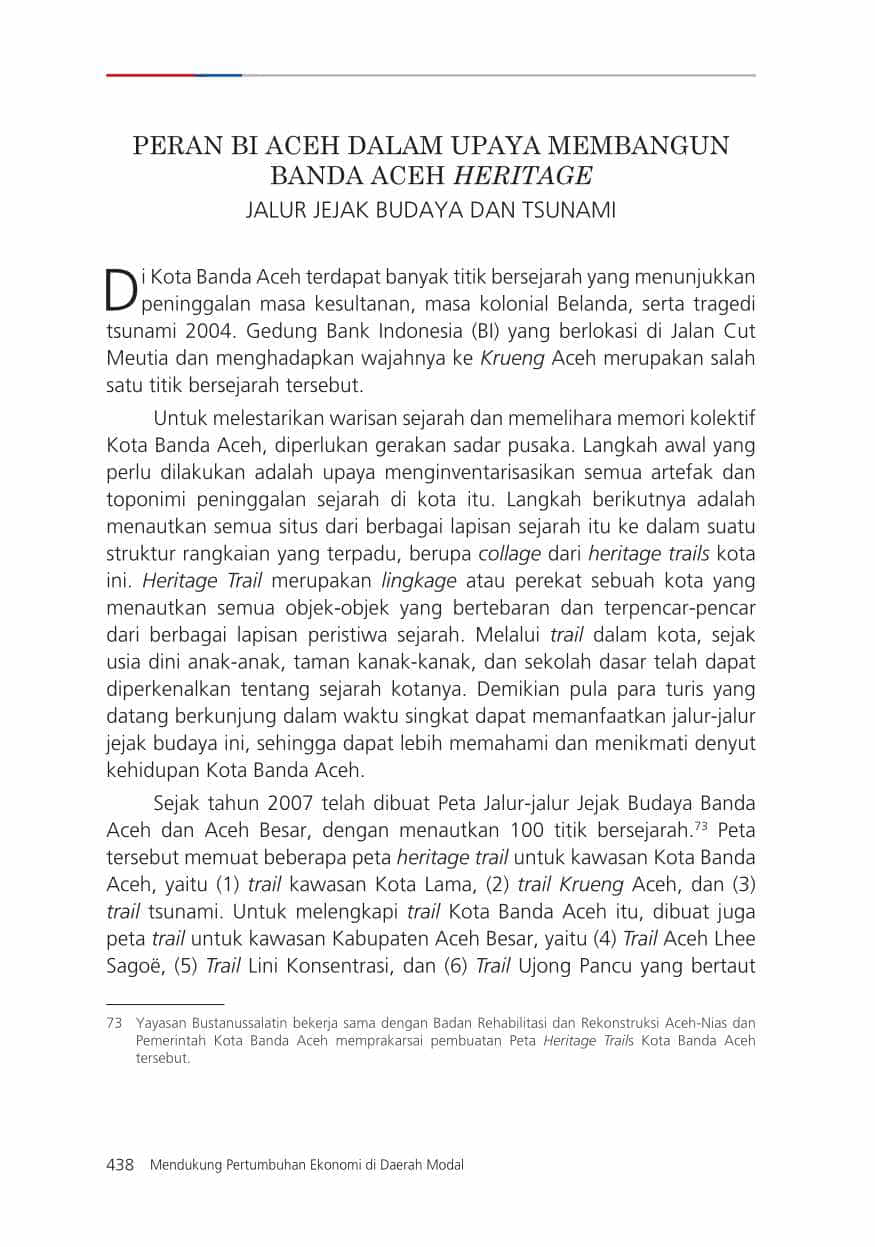 PERAN BI ACEH DALAM UPAYA MEMBANGUN
BANDA ACEH HERITAGE
JALUR JEJAK BUDAYA DAN TSUNAMI
Di Kota Banda Aceh terdapat banyak titik bersejarah yang menunjukkan
peninggalan masa kesultanan, masa kolonial Belanda, serta tragedi
tsunami 2004. Gedung Bank Indonesia (BI) yang berlokasi di Jalan Cut
Meutia dan menghadapkan wajahnya ke Krueng Aceh merupakan salah
satu titik bersejarah tersebut.
Untuk melestarikan warisan sejarah dan memelihara memori kolektif
Kota Banda Aceh, diperlukan gerakan sadar pusaka. Langkah awal yang
perlu dilakukan adalah upaya menginventarisasikan semua artefak dan
toponimi peninggalan sejarah di kota itu. Langkah berikutnya adalah
menautkan semua situs dari berbagai lapisan sejarah itu ke dalam suatu
struktur rangkaian yang terpadu, berupa collage dari heritage trails kota
ini. Heritage Trail merupakan lingkage atau perekat sebuah kota yang
menautkan semua objek-objek yang bertebaran dan terpencar-pencar
dari berbagai lapisan peristiwa sejarah. Melalui trail dalam kota, sejak
usia dini anak-anak, taman kanak-kanak, dan sekolah dasar telah dapat
diperkenalkan tentang sejarah kotanya. Demikian pula para turis yang
datang berkunjung dalam waktu singkat dapat memanfaatkan jalur-jalur
jejak budaya ini, sehingga dapat lebih memahami dan menikmati denyut
kehidupan Kota Banda Aceh.
Sejak tahun 2007 telah dibuat Peta Jalur-jalur Jejak Budaya Banda
Aceh dan Aceh Besar, dengan menautkan 100 titik bersejarah.73 Peta
tersebut memuat beberapa peta heritage trail untuk kawasan Kota Banda
Aceh, yaitu (1) trail kawasan Kota Lama, (2) trail Krueng Aceh, dan (3)
trail tsunami. Untuk melengkapi trail Kota Banda Aceh itu, dibuat juga
peta trail untuk kawasan Kabupaten Aceh Besar, yaitu (4) Trail Aceh Lhee
Sagoë, (5) Trail Lini Konsentrasi, dan (6) Trail Ujong Pancu yang bertaut
73 Yayasan Bustanussalatin bekerja sama dengan Badan Rehabilitasi dan Rekonstruksi Aceh-Nias dan
Pemerintah Kota Banda Aceh memprakarsai pembuatan Peta Heritage Trails Kota Banda Aceh
tersebut.
438 Mendukung Pertumbuhan Ekonomi di Daerah Modal